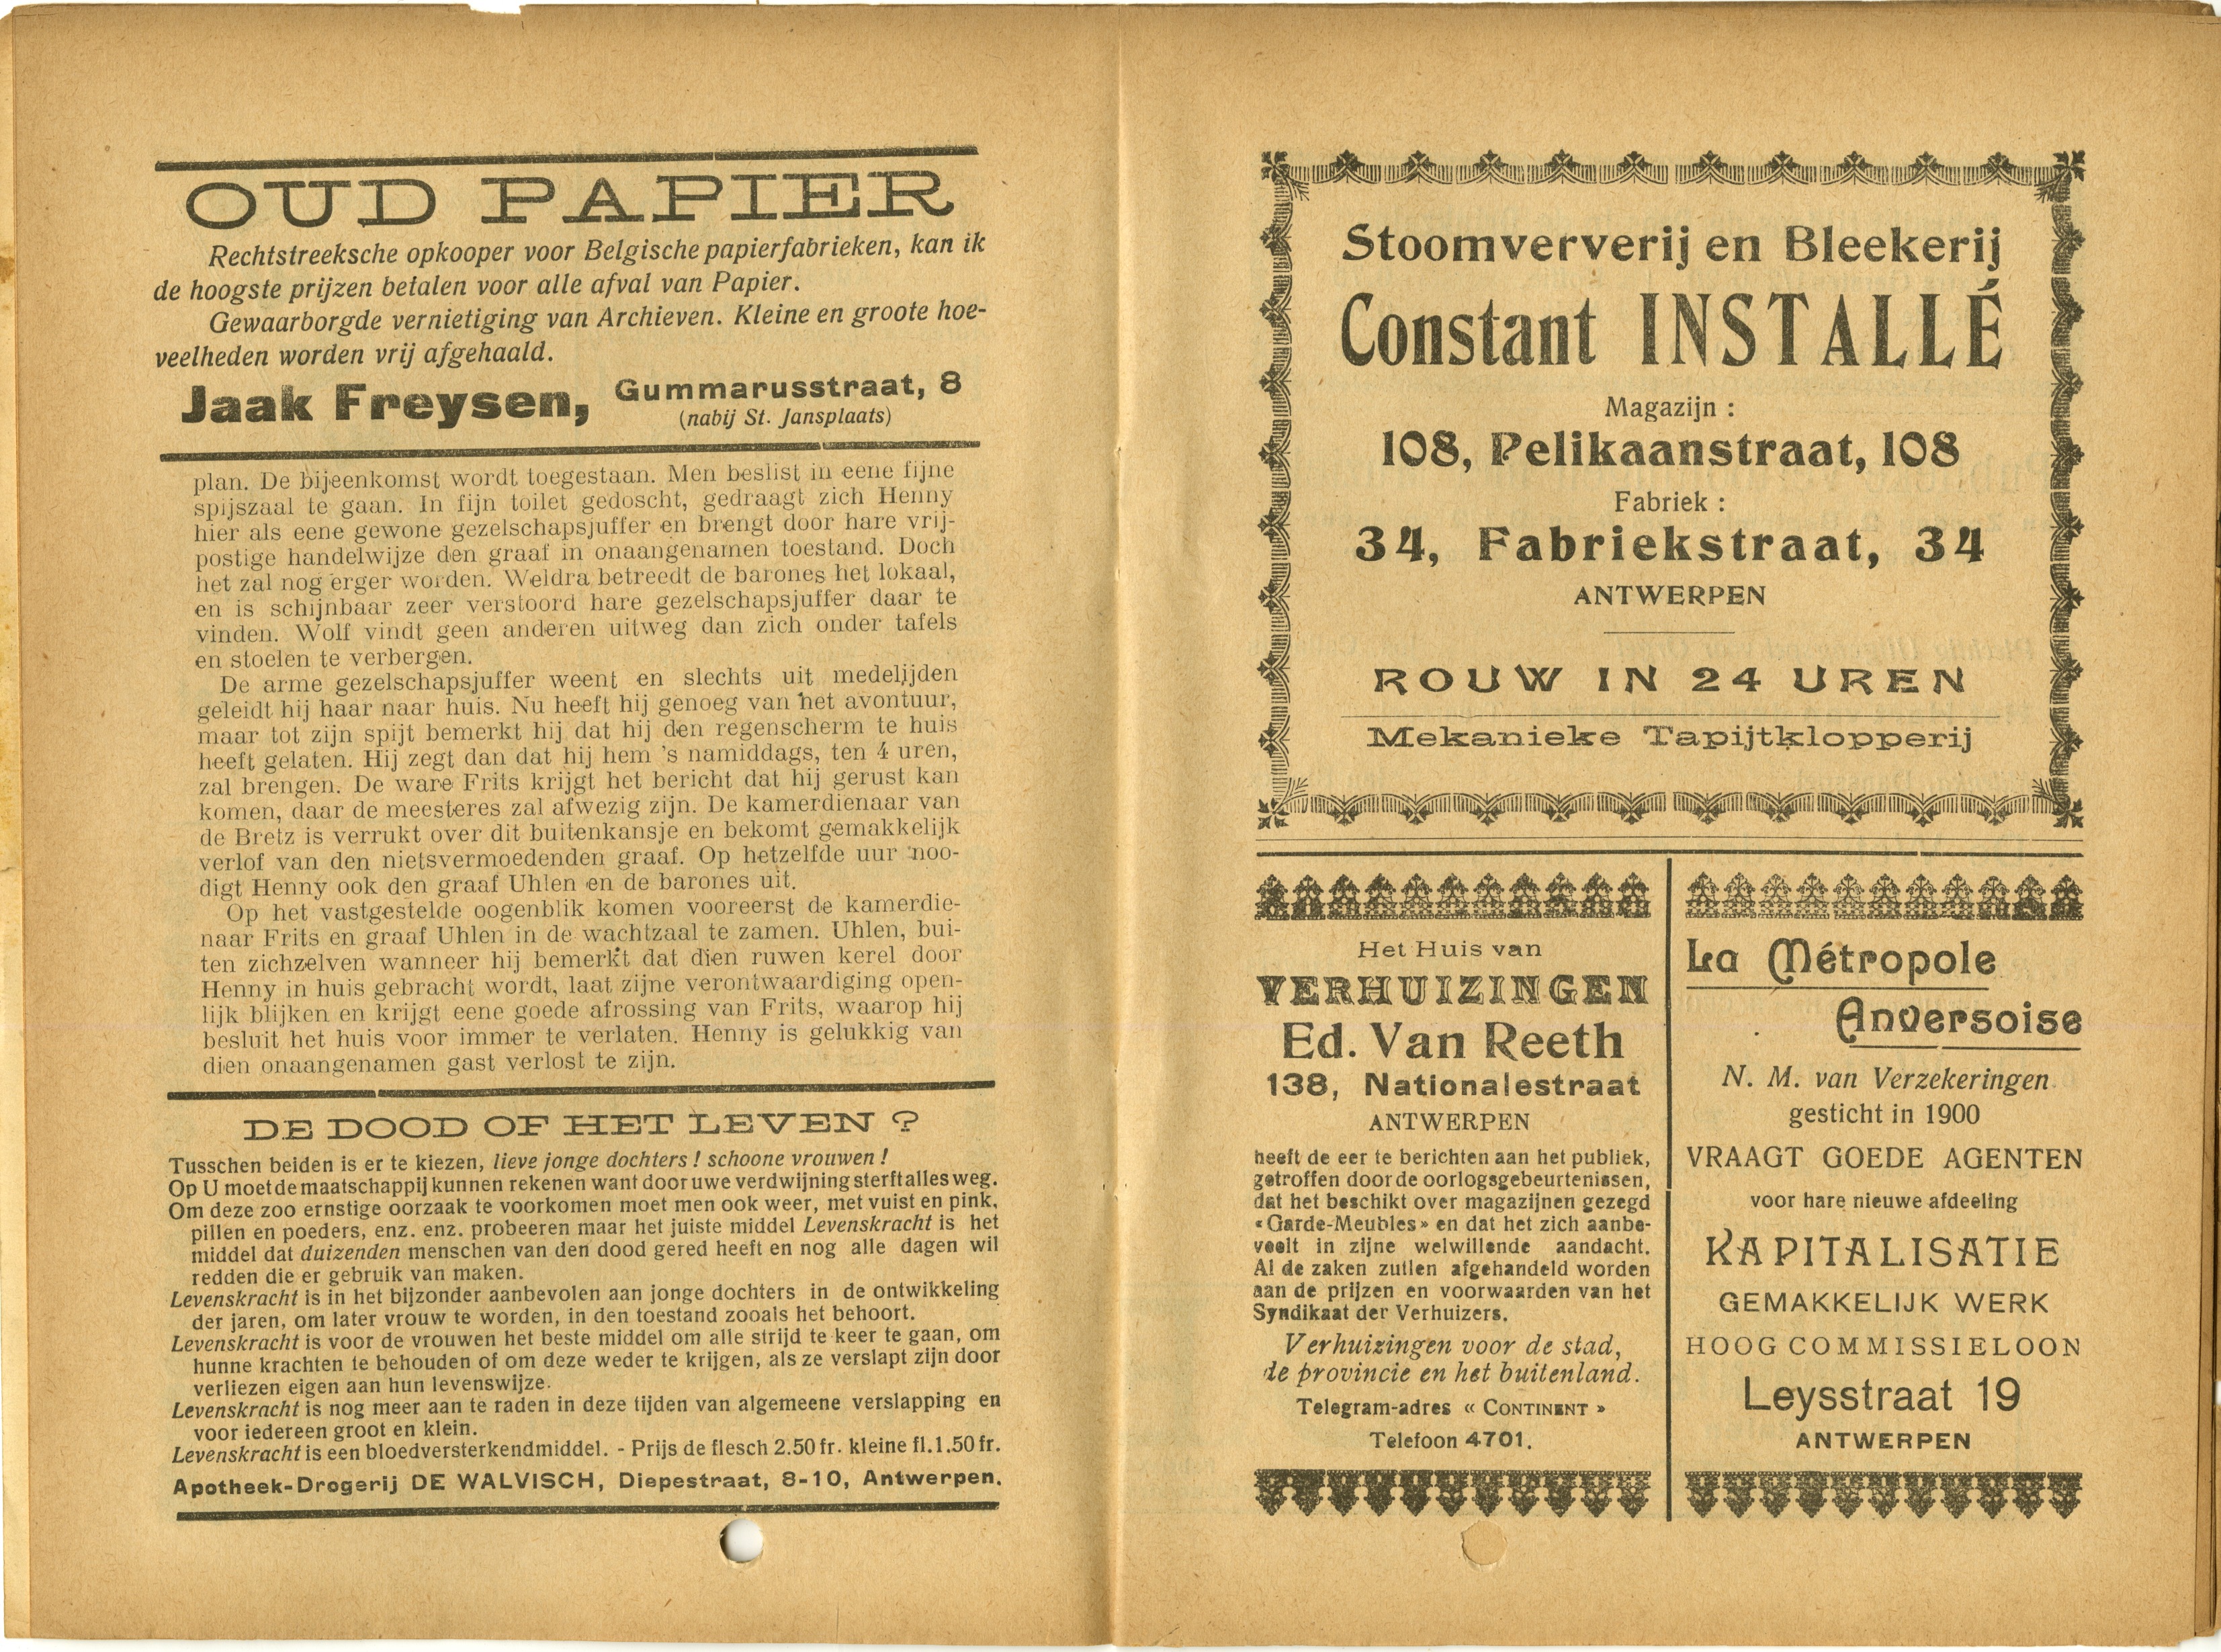 OUD PAPIER
Rechtstreeksche opkooper voor Belgische papierfabrieken, kan ik
de hoogste prijzen betalen voor alle afval van Papier.
Gewaarborgde vernietiging van Archieven. Kleine en groote hoe-
veelheden worden vrij afgehaald.
Jaak Freysen, Gummarusstraat, 8
(nabij St. Jansplaats)
plan. De bijeenkomst wordt toegestaan. Men beslist in eene fijne
spijszaal te gaan. In fijn toilet gedoscht, gedraagt zich Henny
hier als eene gewone gezelschapsjuffer en brengt door hare vrij-
postige handelwijze den graaf in onaangenamen toestand. Doch
het zal nog erger worden. Weldra betreedt de barones het lokaal,
en is schijnbaar zeer verstoord hare gezelschapsjuffer daar te
vinden. Wolf vindt geen anderen uitweg dan zich onder tafels
en stoelen te verbergen.
De arme gezelschapsjuffer weent en slechts uit medelijden
geleidt hij haar naar huis. Nu heeft hij genoeg van het avontuur,
maar tot zijn spijt bemerkt hij dat hij den regenscherm te huis
heeft gelaten. Hij zegt dan dat hij hem 's namiddags, ten 4 uren,
zal brengen. De ware Frits krijgt het bericht dat hij gerust kan
komen, daar de meesteres zal afwezig zijn. De kamerdienaar van
de Bretz is verrukt over dit buitenkansje en bekomt gemakkelijk
verlof van den nietsvermoedenden graaf. Op hetzelfde uur noo-
digt Henny ook den graaf Uhlen en de barones uit.
Op het vastgestelde oogenblik komen vooreerst de kamerdie-
naar Frits en graaf Uhlen in de wachtzaal te zamen. Uhlen, bui-
ten zichzelven wanneer hij bemerkt dat dien ruwen kerel door
Henny in huis gebracht wordt, laat zijne verontwaardiging open-
lijk blijken en krijgt eene goede afrossing van Frits, waarop hij
besluit het huis voor immer te verlaten. Henny is gelukkig van
dien onaangenamen gast verlost te zijn.
DE DOOD OF HET LEVEN ?
Tusschen beiden is er te kiezen, lieve jonge dochters ! schoone vrouwen !
Op U moet de maatschappij kunnen rekenen want door uwe verdwijning sterft alles weg.
Om deze zoo ernstige oorzaak te voorkomen moet men ook weer, met vuist en pink,
pillen en poeders, enz. enz. probeeren maar het juiste middel Levenskracht is het
middel dat duizenden menschen van den dood gered heeft en nog alle dagen wil
redden die er gebruik van maken.
Levenskracht is in het bijzonder aanbevolen aan jonge dochters in de ontwikkeling
der jaren, om later vrouw te worden, in den toestand zooals het behoort.
Levenskracht is voor de vrouwen het beste middel om alle strijd te keer te gaan, om
hunne krachten te behouden of om deze weder te krijgen, als ze verslapt zijn door
verliezen eigen aan hun levenswijze.
Levenskracht is nog meer aan te raden in deze tijden van algemeene verslapping en
voor iedereen groot en klein.
Levenskracht is een bloedversterkendmiddel. - Prijs de flesch 2.50 fr. kleine fl. 1.50 fr.
Apotheek-Drogerij DE WALVISCH, Diepestraat, 8-10, Antwerpen.
Stoomververij en Bleekerij
Constant INSTALLÉ
Magazijn :
108, Pelikaanstraat, 108
Fabriek :
34, Fabriekstraat, 34
ANTWERPEN
ROUW IN 24 UREN
Mekanieke Tapijtklopperij
Het Huis van
VERHUIZINGEN
Ed. Van Reeth
138, Nationalestraat
ANTWERPEN
heeft de eer te berichten aan het publiek,
getroffen door de oorlogsgebeurtenissen,
dat het beschikt over magazijnen gezegd
«Garde-Meubles» en dat het zich aanbe-
veelt in zijne welwillende aandacht.
Al de zaken zullen afgehandeld worden
aan de prijzen en voorwaarden van het
Syndikaat der Verhuizers.
Verhuizingen voor de stad,
de provincie en het buitenland.
Telegram-adres « CONTINENT »
Telefoon 4701.
La Métropole
Anversoise
N. M. van Verzekeringen
gesticht in 1900
VRAAGT GOEDE AGENTEN
voor hare nieuwe afdeeling
KAPITALISATIE
GEMAKKELIJK WERK
HOOG COMMISSIELOON
Leysstraat 19
ANTWERPEN